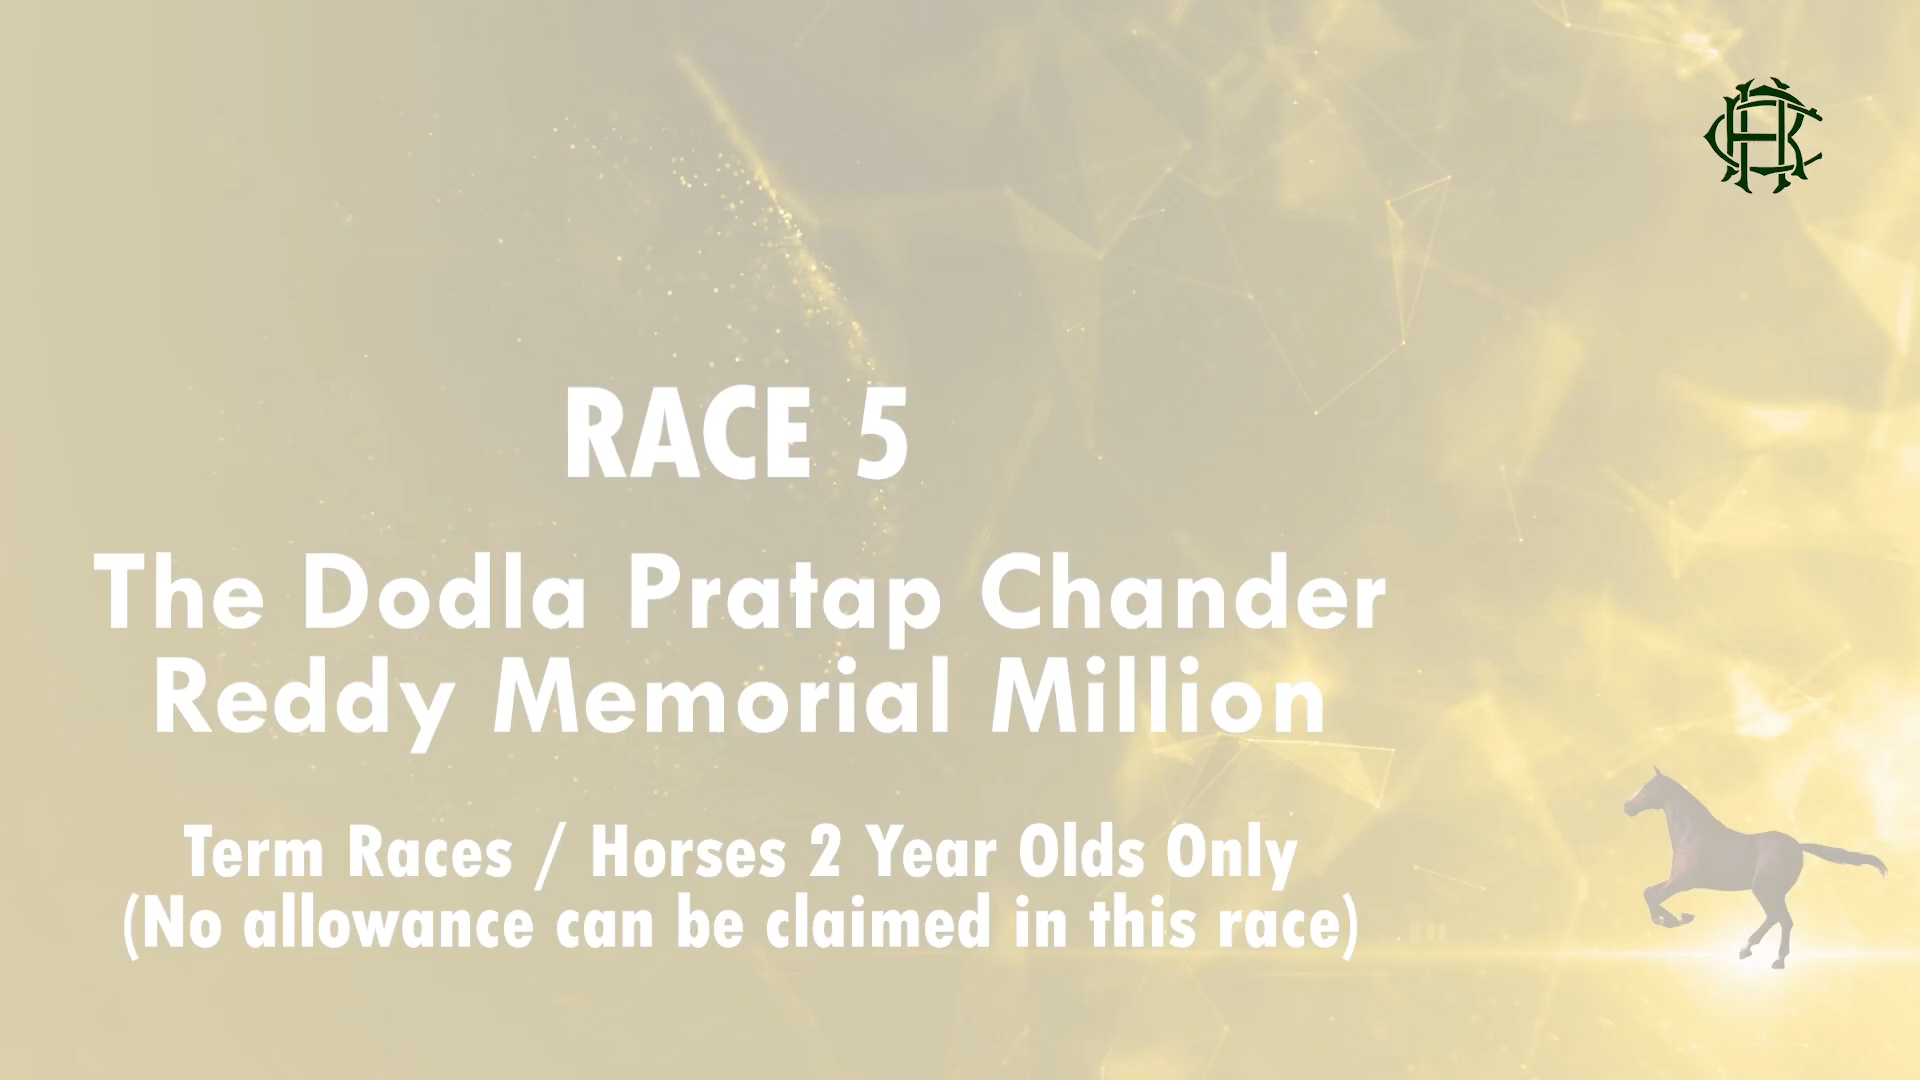 RACE 5
The Dodla Pratap Chander
Reddy Memorial Million
Term Races / Horses 2 Year Olds Only
(No allowance can be claimed in this race)